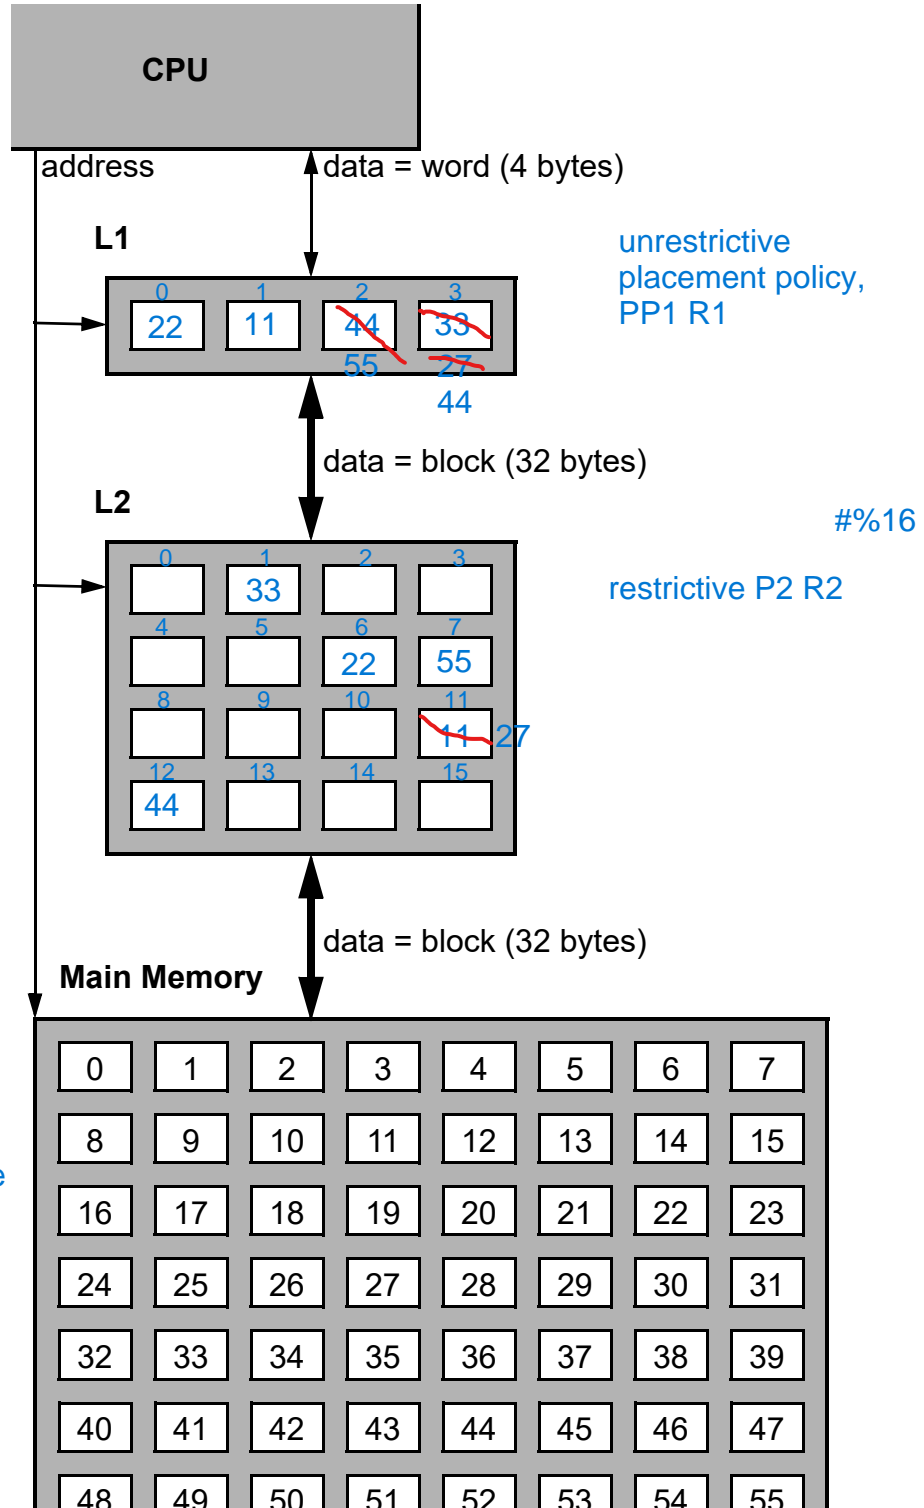 CPU
address
data = word (4 bytes)
L1
unrestrictive
placement policy,
PP1 R1
0 1 2 3
22 11 44 33
55 27
44
data = block (32 bytes)
L2
#%16
restrictive P2 R2
0 1 2 3
33
4 5 6 7
22 55
8 9 10 11
11 27
12 13 14 15
44
data = block (32 bytes)
Main Memory
0 1 2 3 4 5 6 7
8 9 10 11 12 13 14 15
e
16 17 18 19 20 21 22 23
24 25 26 27 28 29 30 31
32 33 34 35 36 37 38 39
40 41 42 43 44 45 46 47
48 49 50 51 52 53 54 55